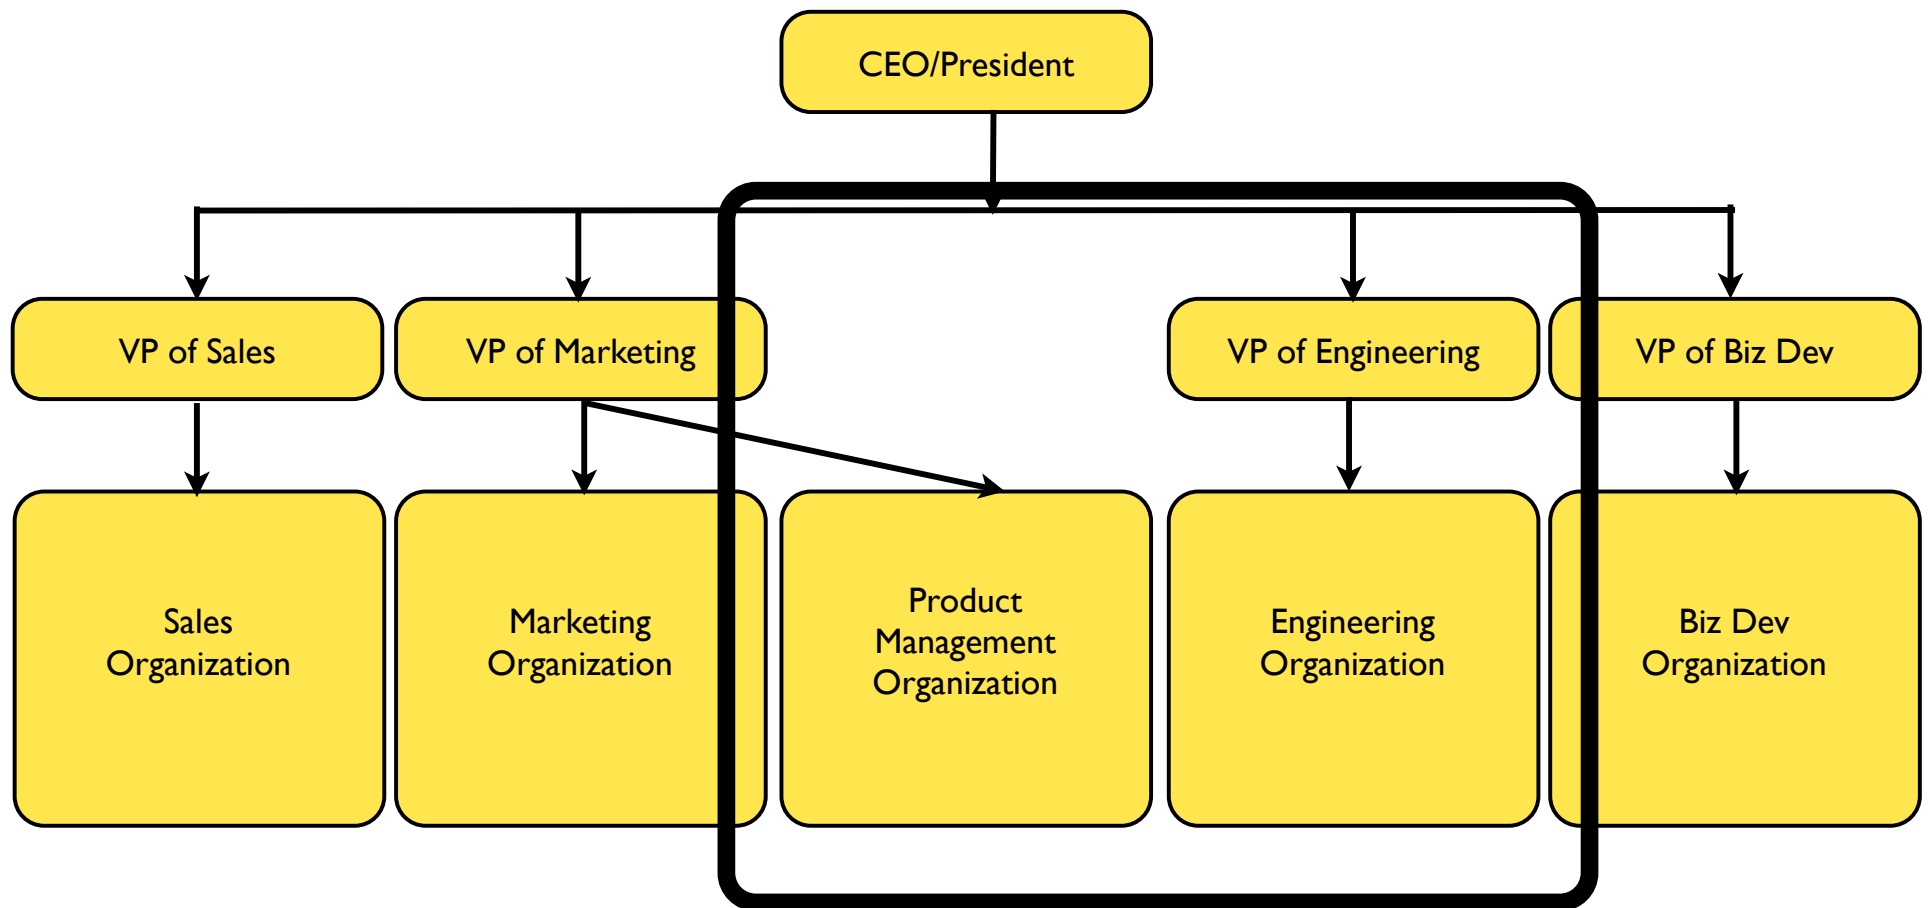 CEO/President
VP of Sales
VP of Marketing
VP of Engineering
VP of Biz Dev
Sales
Organization
Marketing
Organization
Product
Management
Organization
Engineering
Organization
Biz Dev
Organization